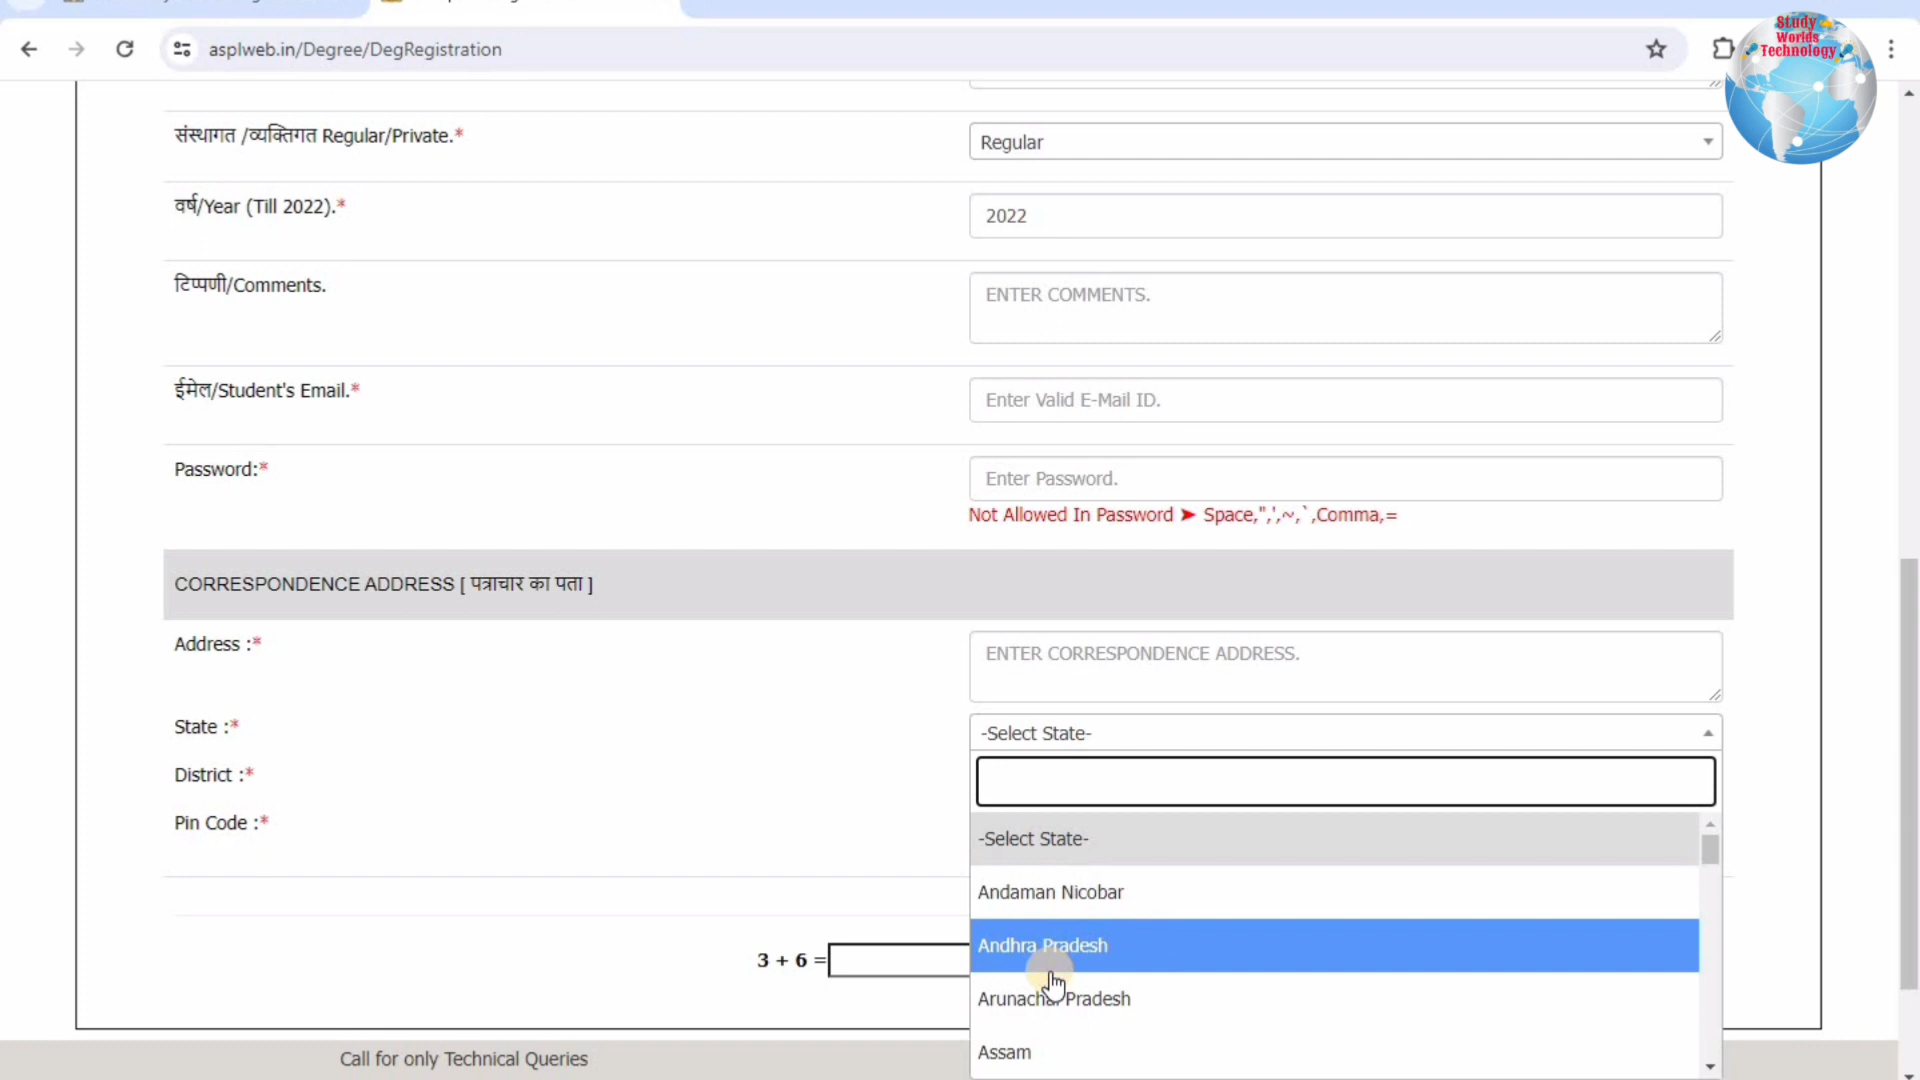 asplweb.in/Degree/DegRegistration
Study
Worlds
Technology
संस्थागत /व्यक्तिगत Regular/Private.*
Regular
वर्ष/Year (Till 2022).*
2022
टिप्पणी/Comments.
ENTER COMMENTS.
ईमेल/Student's Email.*
Enter Valid E-Mail ID.
Password:*
Enter Password.
Not Allowed In Password ➤ Space,",',~,`,Comma,=
CORRESPONDENCE ADDRESS [ पत्राचार का पता ]
Address :*
ENTER CORRESPONDENCE ADDRESS.
State :*
-Select State-
District :*
Pin Code :*
-Select State-
Andaman Nicobar
Andhra Pradesh
3 + 6 =
Arunachal Pradesh
Assam
Call for only Technical Queries